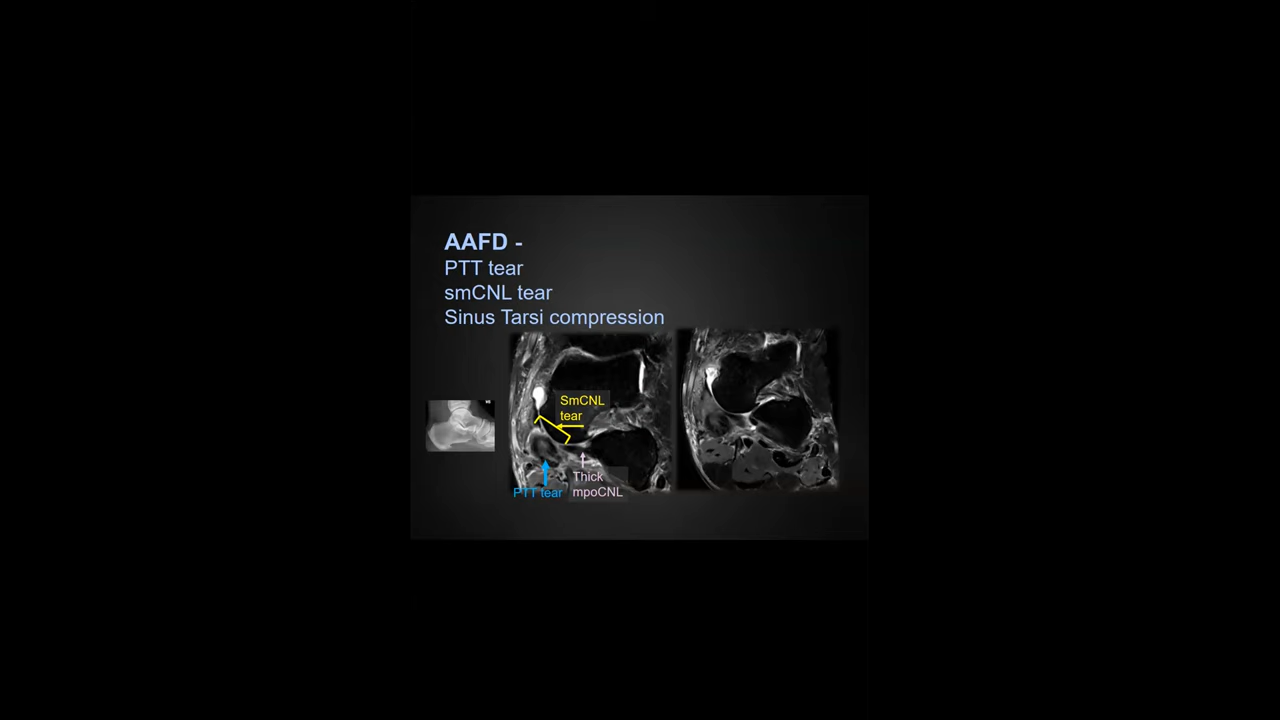 AAFD -
PTT tear
smCNL tear
Sinus Tarsi compression
SmCNL
tear
Thick
mpoCNL
PTT tear